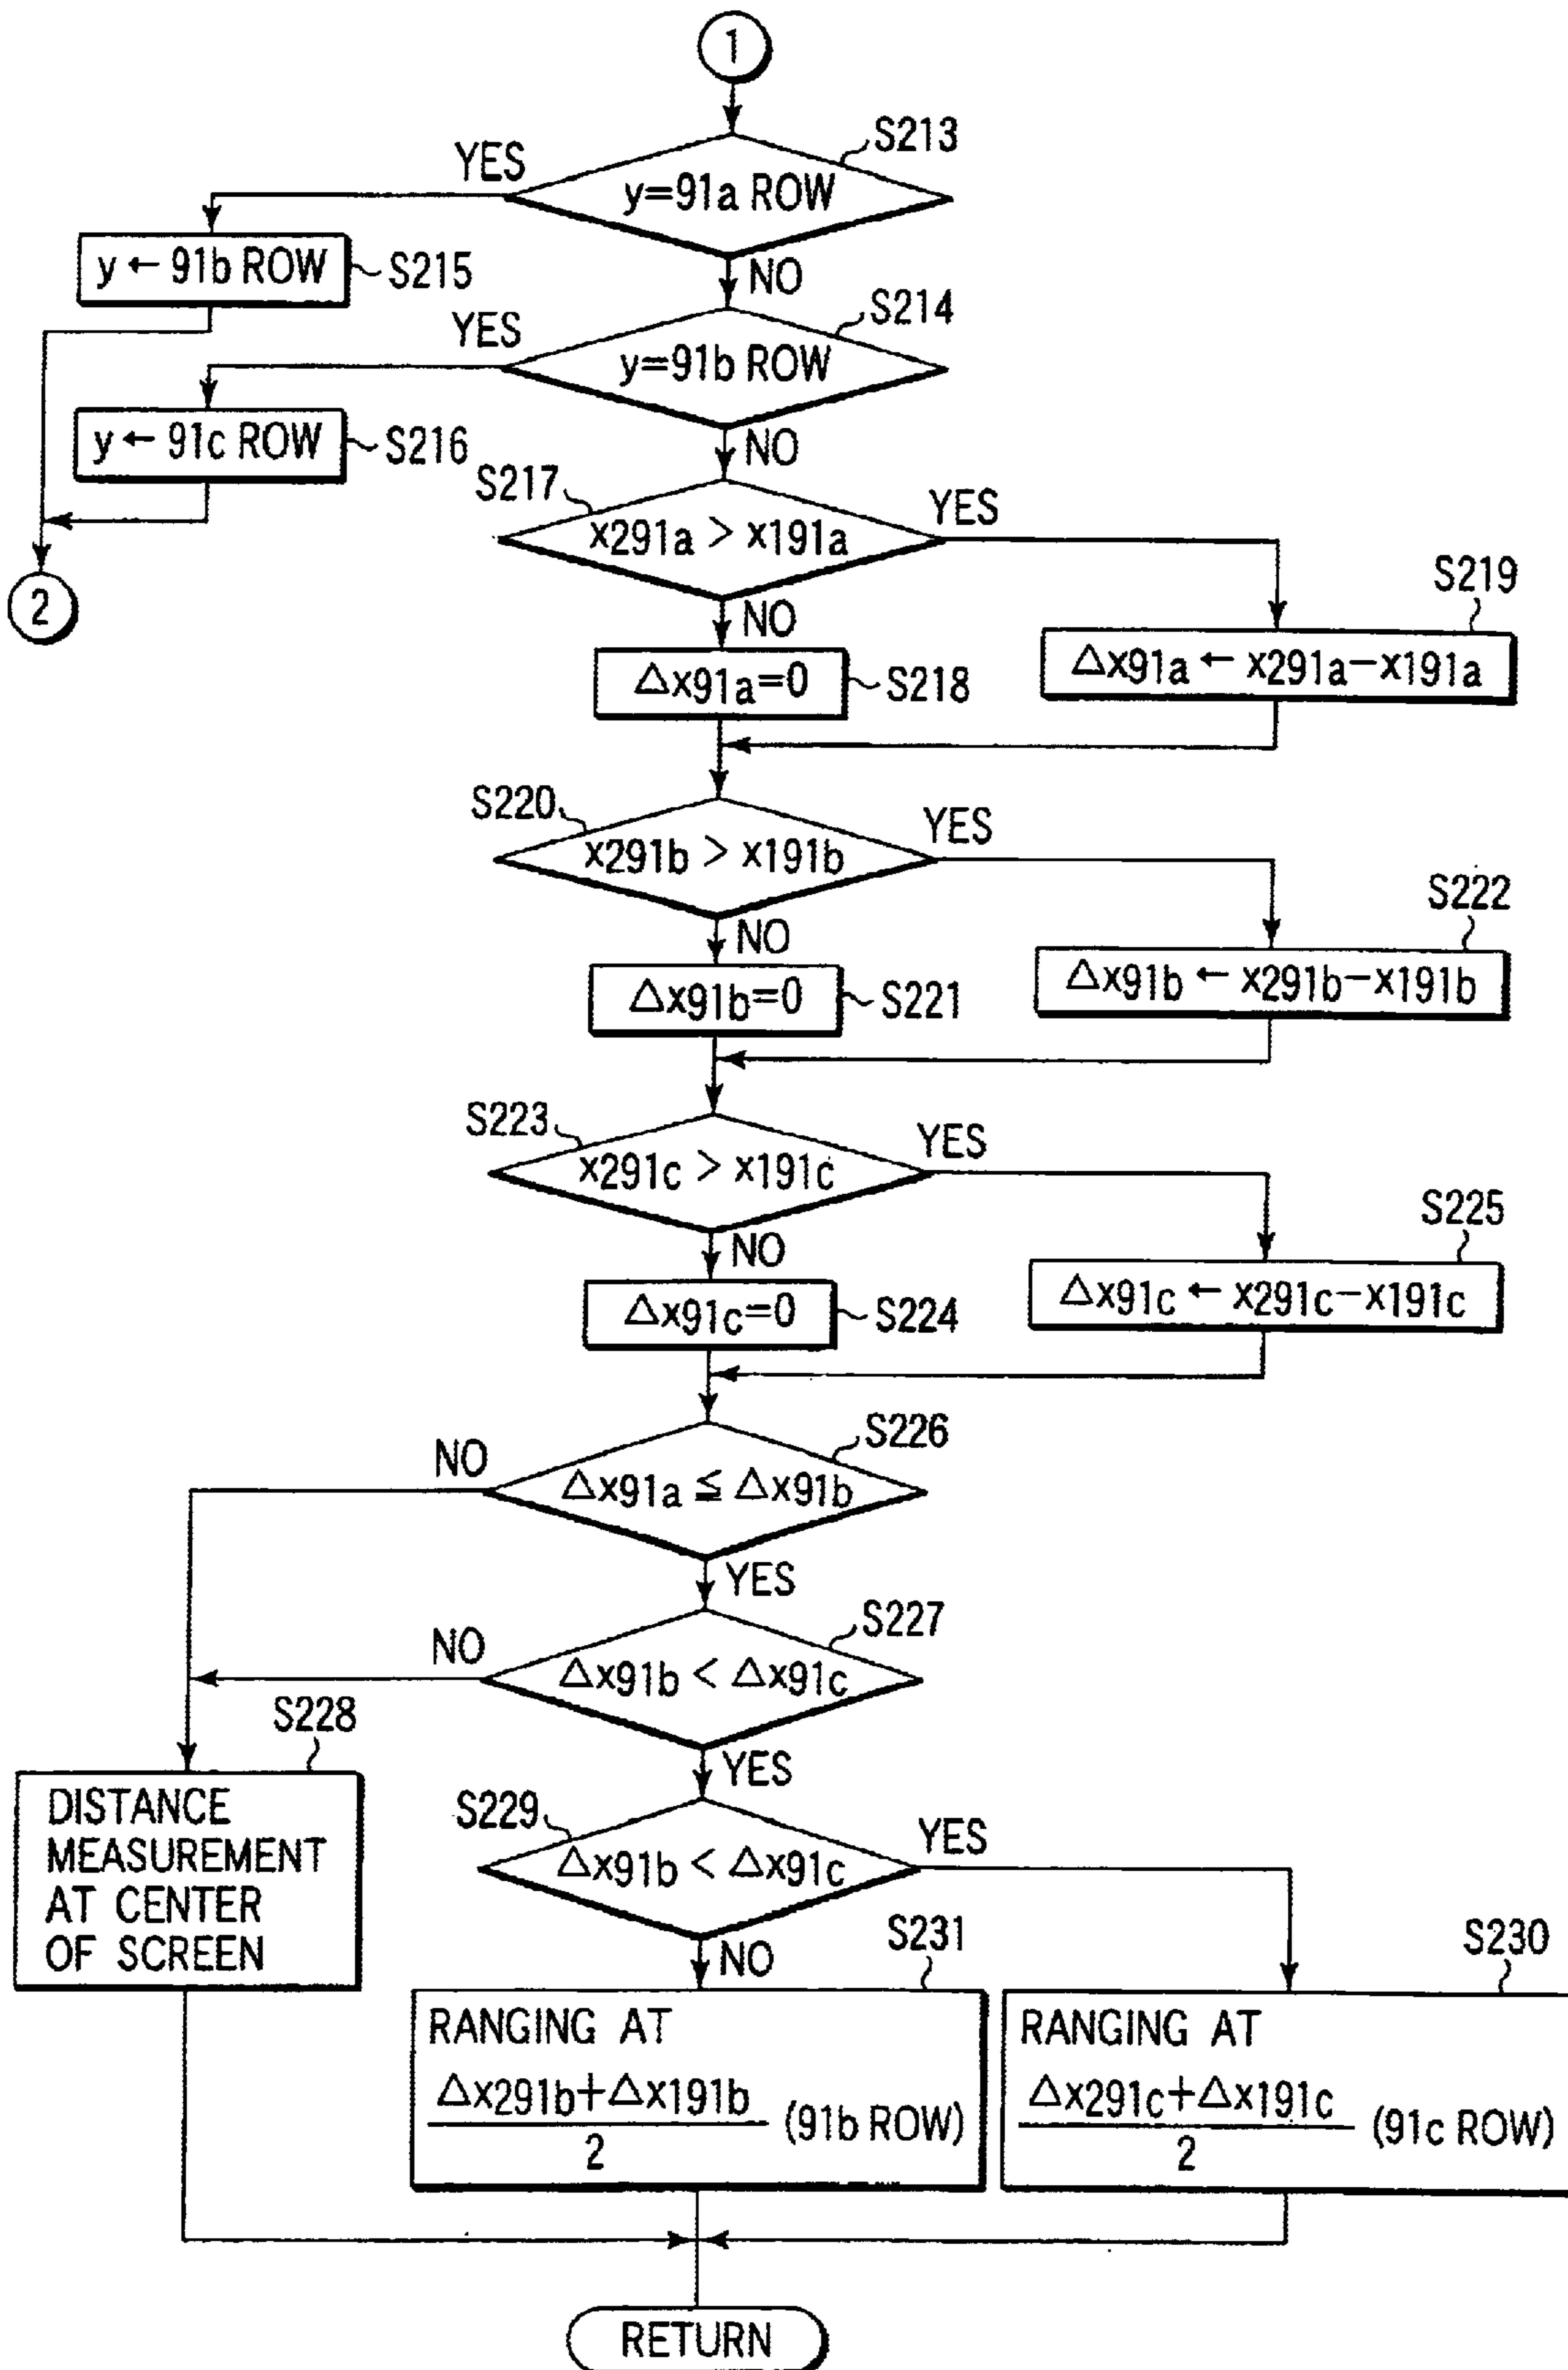 1
S213
YES
y=91a ROW
y ← 91b ROW
S215
NO
S214
YES
y=91b ROW
y ← 91c ROW
S216
NO
S217
YES
x291a > x191a
2
S219
NO
Δx91a ← x291a−x191a
Δx91a=0
S218
S220
YES
x291b > x191b
S222
NO
Δx91b ← x291b−x191b
Δx91b=0
S221
S223
YES
x291c > x191c
S225
NO
Δx91c ← x291c−x191c
Δx91c=0
S224
S226
NO
Δx91a ≦ Δx91b
YES
S227
NO
Δx91b < Δx91c
S228
YES
DISTANCE
MEASUREMENT
AT CENTER
OF SCREEN
S229
YES
Δx91b < Δx91c
S231
NO
S230
RANGING AT
Δx291b+Δx191b
2
(91b ROW)
RANGING AT
Δx291c+Δx191c
2
(91c ROW)
RETURN